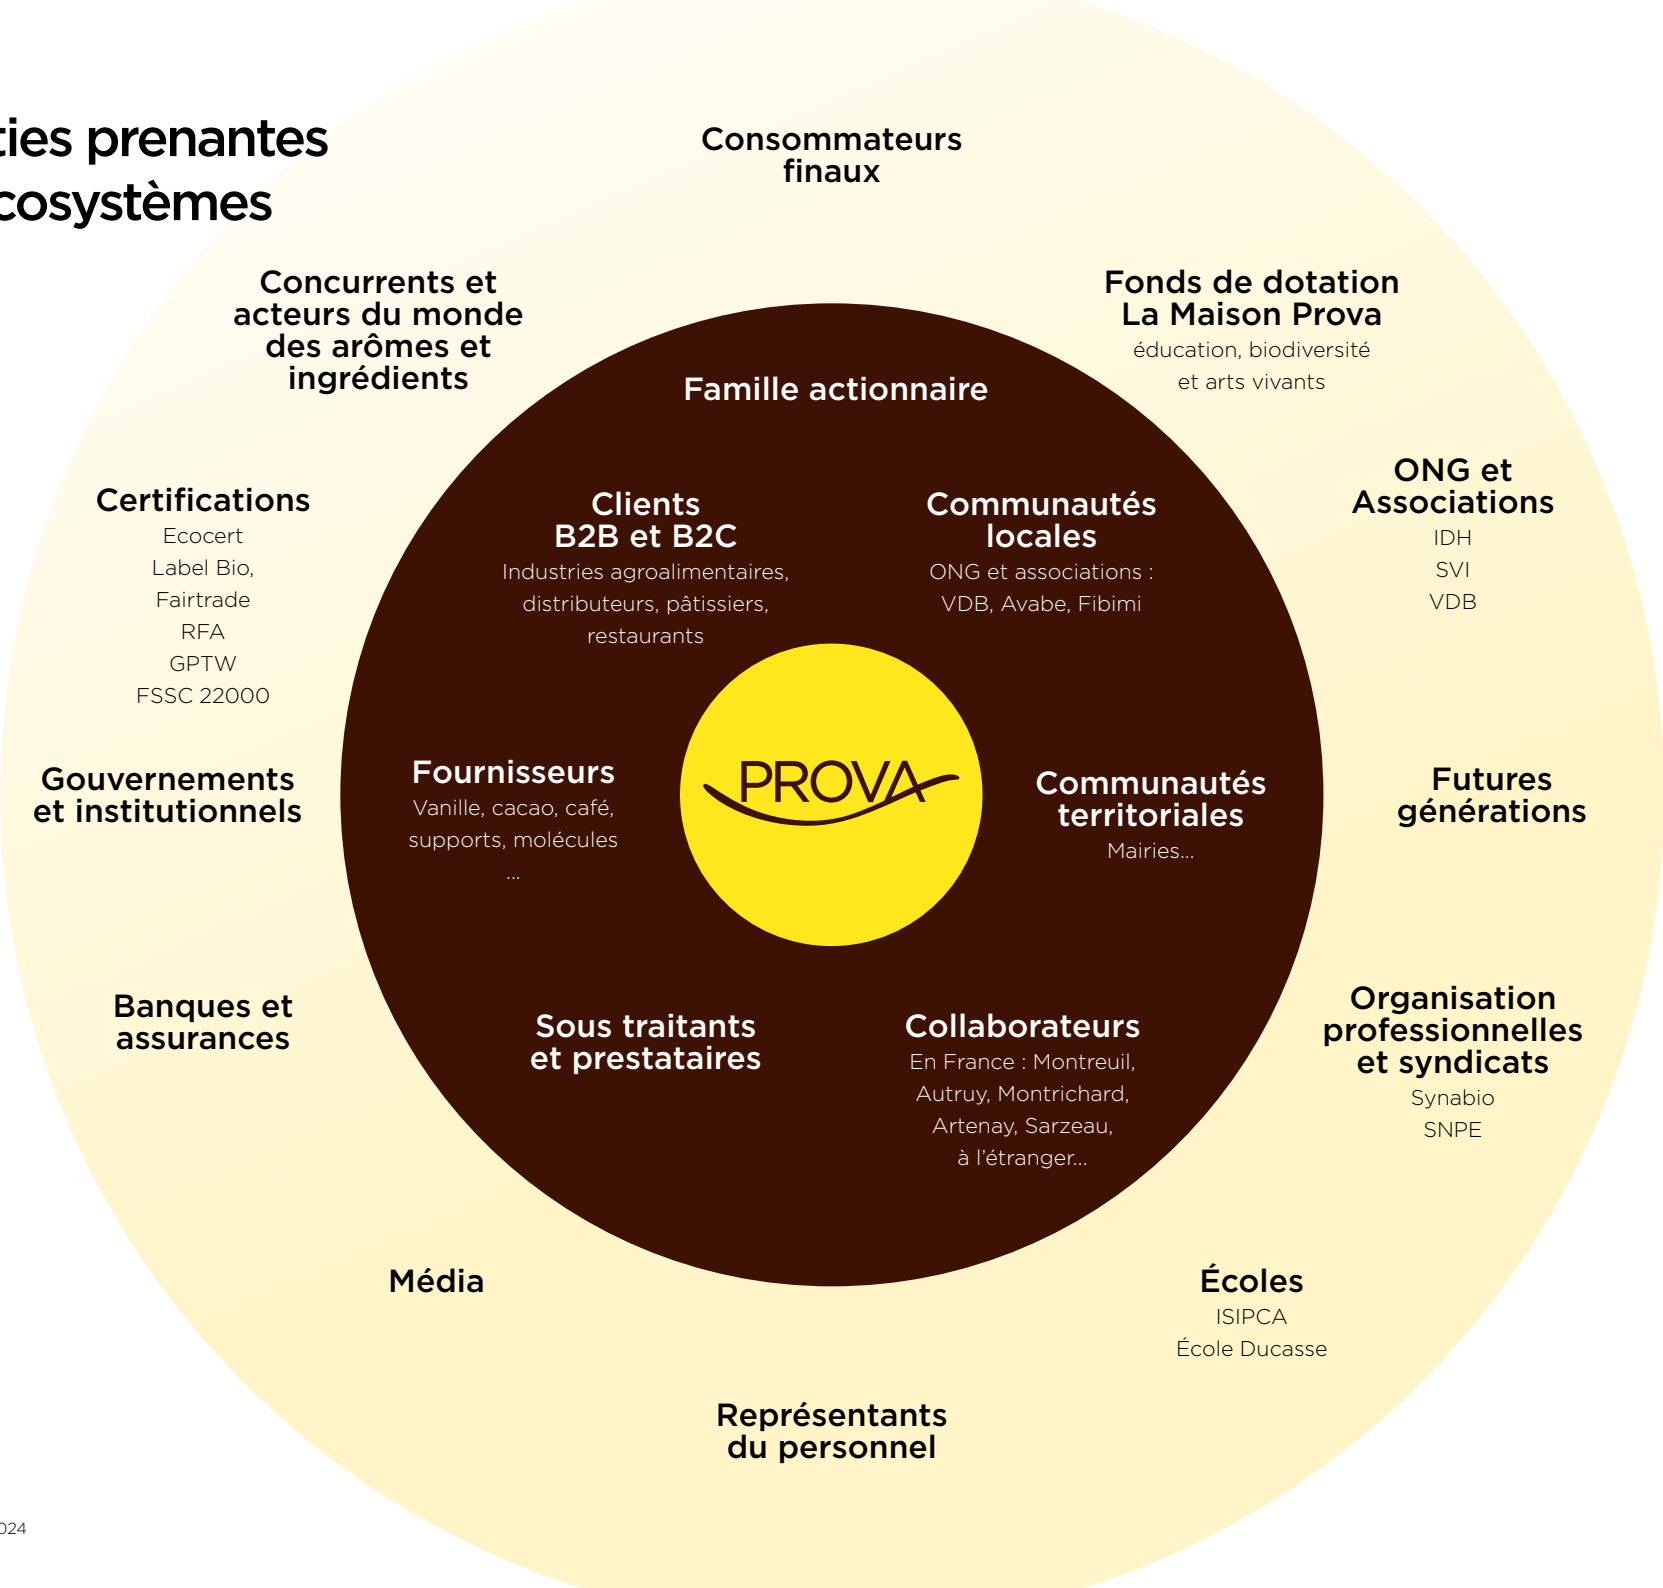 ties prenantes
cosystèmes
Consommateurs
finaux
Concurrents et
acteurs du monde
des arômes et
ingrédients
Fonds de dotation
La Maison Prova
éducation, biodiversité
et arts vivants
Famille actionnaire
Certifications
Ecocert
Label Bio,
Fairtrade
RFA
GPTW
FSSC 22000
Clients
B2B et B2C
Industries agroalimentaires,
distributeurs, pâtissiers,
restaurants
Communautés
locales
ONG et associations :
VDB, Avabe, Fibimi
ONG et
Associations
IDH
SVI
VDB
Gouvernements
et institutionnels
Fournisseurs
Vanille, cacao, café,
supports, molécules
...
PROVA
Communautés
territoriales
Mairies...
Futures
générations
Banques et
assurances
Sous traitants
et prestataires
Collaborateurs
En France : Montreuil,
Autruy, Montrichard,
Artenay, Sarzeau,
à l’étranger...
Organisation
professionnelles
et syndicats
Synabio
SNPE
Média
Écoles
ISIPCA
École Ducasse
Représentants
du personnel
024